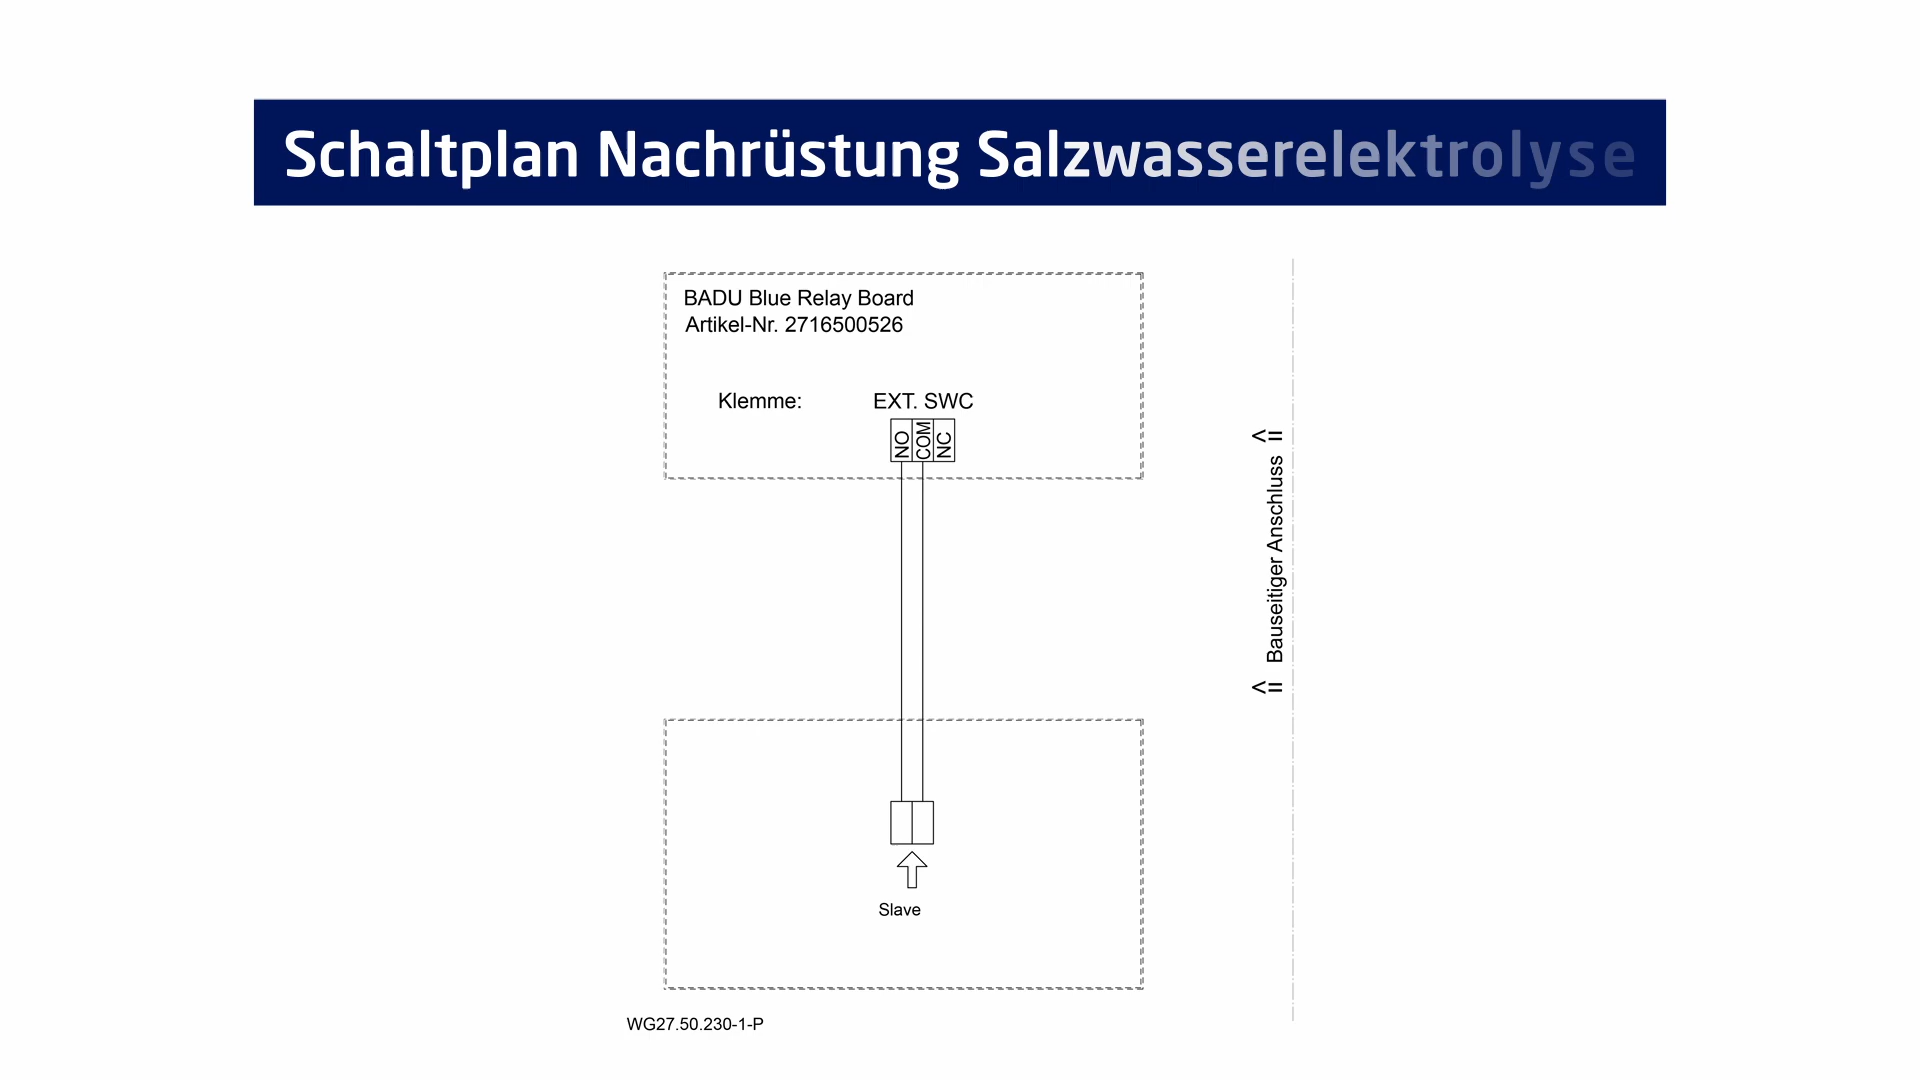 Schaltplan Nachrüstung Salzwasserelektrolyse
BADU Blue Relay Board
Artikel-Nr. 2716500526
Klemme: EXT. SWC
NO COM NC
<= Bauseitiger Anschluss <=
Slave
WG27.50.230-1-P